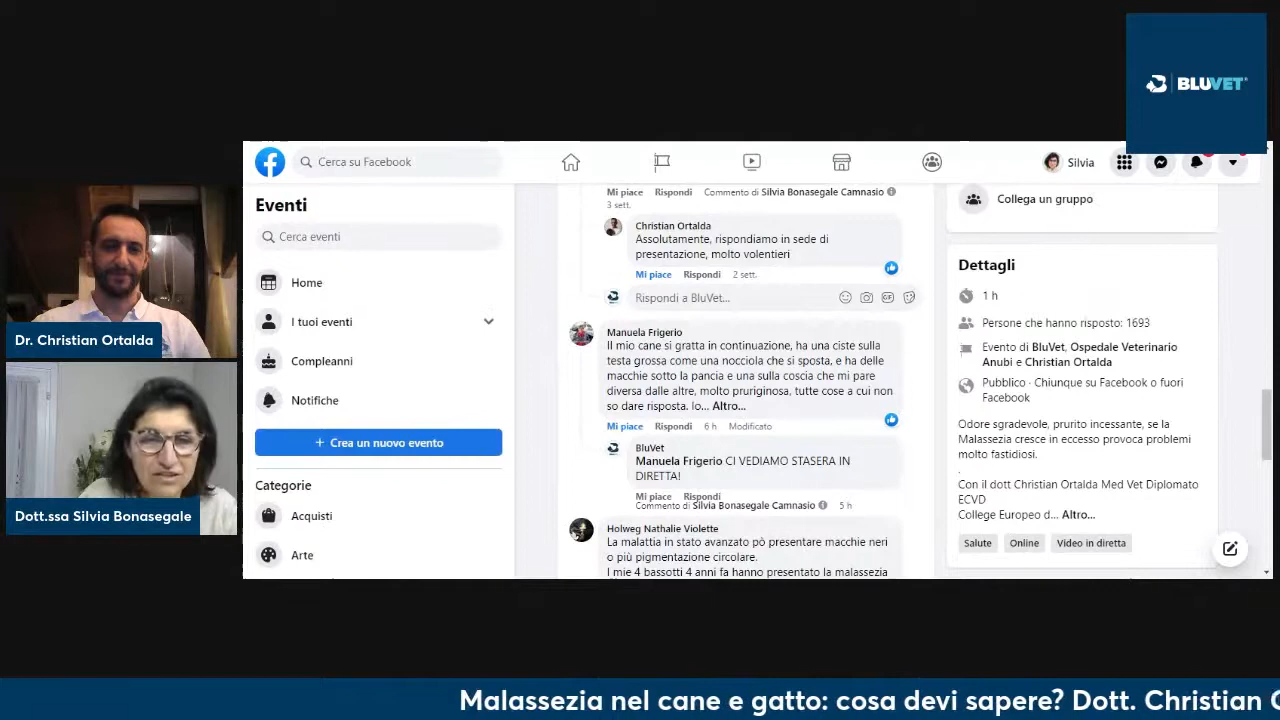 BLUVET
Cerca su Facebook
Silvia
Eventi
Cerca eventi
Home
I tuoi eventi
Compleanni
Notifiche
+ Crea un nuovo evento
Categorie
Acquisti
Arte
Mi piace Rispondi Commento di Silvia Bonasegale Camnasio
3 sett.
Christian Ortalda
Assolutamente, rispondiamo in sede di
presentazione, molto volentieri
Mi piace Rispondi 2 sett.
Rispondi a BluVet...
GIF
Manuela Frigerio
Il mio cane si gratta in continuazione, ha una ciste sulla
testa grossa come una nocciola che si sposta, e ha delle
macchie sotto la pancia e una sulla coscia che mi pare
diversa dalle altre, molto pruriginosa, tutte cose a cui non
so dare risposta. Io... Altro...
Mi piace Rispondi 6 h Modificato
BluVet
Manuela Frigerio CI VEDIAMO STASERA IN
DIRETTA!
Mi piace Rispondi
Commento di Silvia Bonasegale Camnasio 5 h
Holweg Nathalie Violette
La malattia in stato avanzato pò presentare macchie neri
o più pigmentazione circolare.
I mie 4 bassotti 4 anni fa hanno presentato la malassezia
Collega un gruppo
Dettagli
1 h
Persone che hanno risposto: 1693
Evento di BluVet, Ospedale Veterinario
Anubi e Christian Ortalda
Pubblico · Chiunque su Facebook o fuori
Facebook
Odore sgradevole, prurito incessante, se la
Malassezia cresce in eccesso provoca problemi
molto fastidiosi.
.
Con il dott Christian Ortalda Med Vet Diplomato
ECVD
College Europeo d... Altro...
Salute Online Video in diretta
Dr. Christian Ortalda
Dott.ssa Silvia Bonasegale
Malassezia nel cane e gatto: cosa devi sapere? Dott. Christian